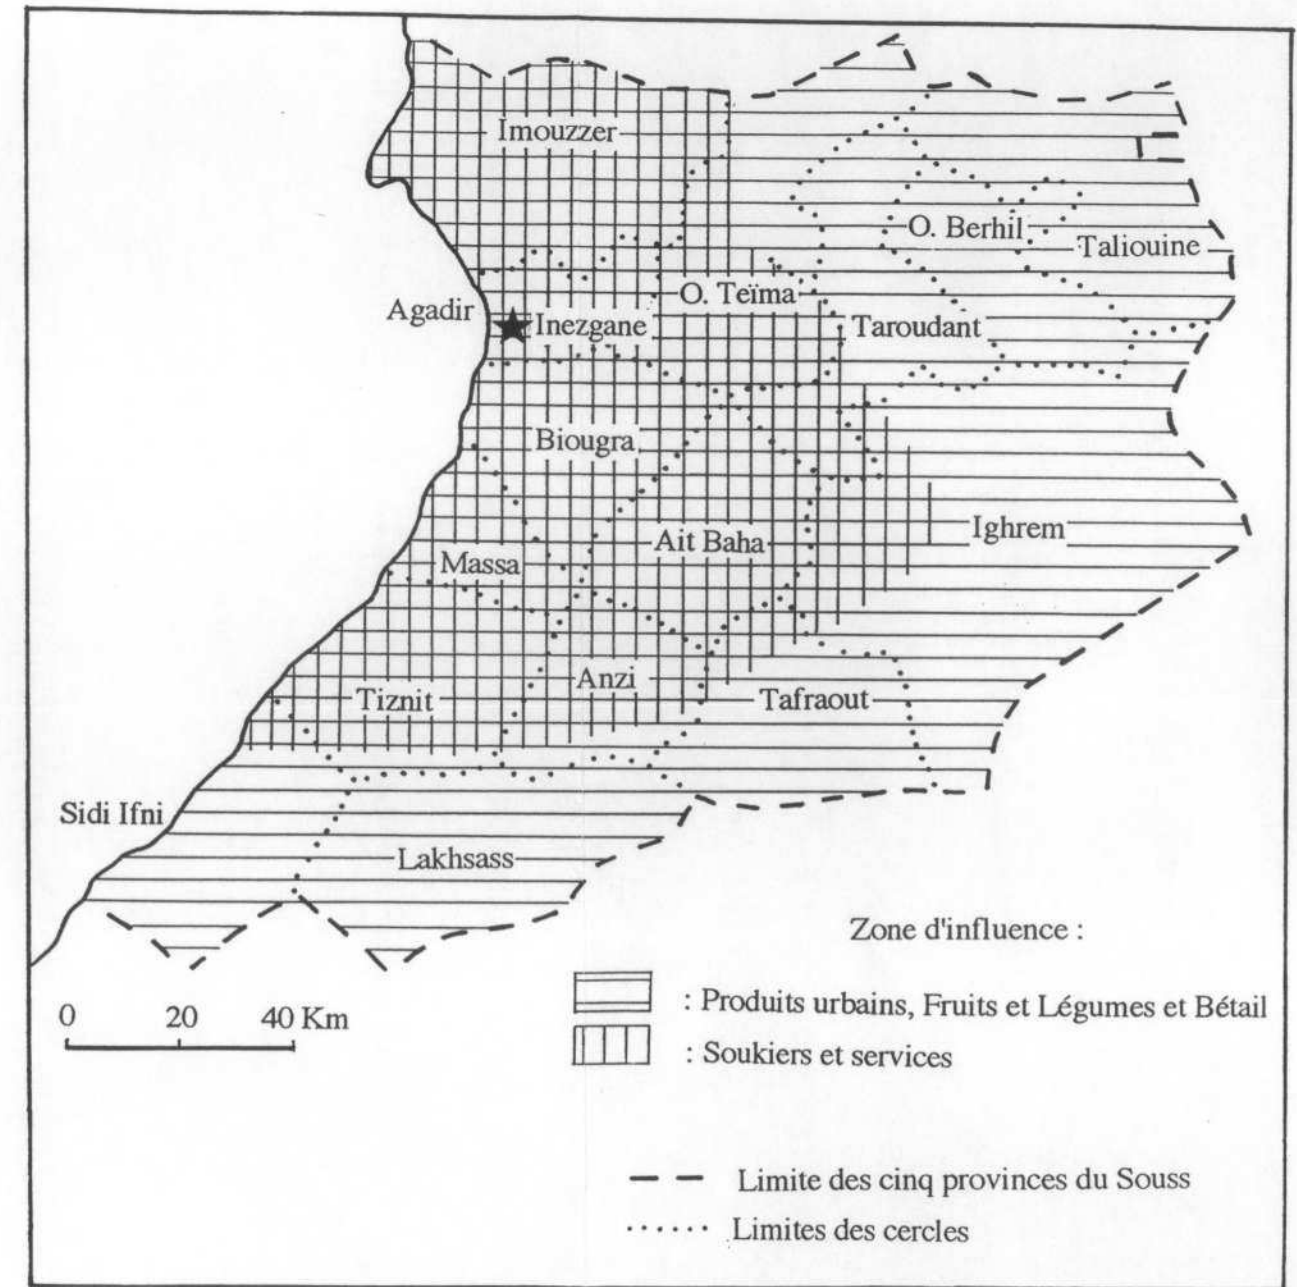 Imouzzer
O. Berhil
Taliouine
O. Teïma
Agadir
Inezgane
Taroudant
Biougra
Ait Baha
Ighrem
Massa
Anzi
Tiznit
Tafraout
Sidi Ifni
Lakhsass
Zone d'influence :
0 20 40 Km
: Produits urbains, Fruits et Légumes et Bétail
: Soukiers et services
Limite des cinq provinces du Souss
Limites des cercles